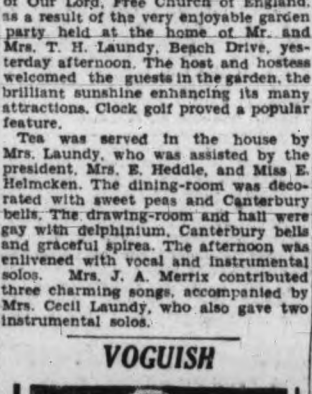 of Our Lord, Free Church of England,
as a result of the very enjoyable garden
party held at the home of Mr. and
Mrs. T. H. Laundy, Beach Drive, yes-
terday afternoon. The host and hostess
welcomed the guests in the garden, the
brilliant sunshine enhancing its many
attractions. Clock golf proved a popular
feature.
Tea was served in the house by
Mrs. Laundy, who was assisted by the
president, Mrs. E. Heddle, and Miss E.
Helmcken. The dining-room was deco-
rated with sweet peas and Canterbury
bells. The drawing-room and hall were
gay with delphinium, Canterbury bells
and graceful spirea. The afternoon was
enlivened with vocal and instrumental
solos. Mrs. J. A. Merrix contributed
three charming songs, accompanied by
Mrs. Cecil Laundy, who also gave two
instrumental solos.
VOGUISH